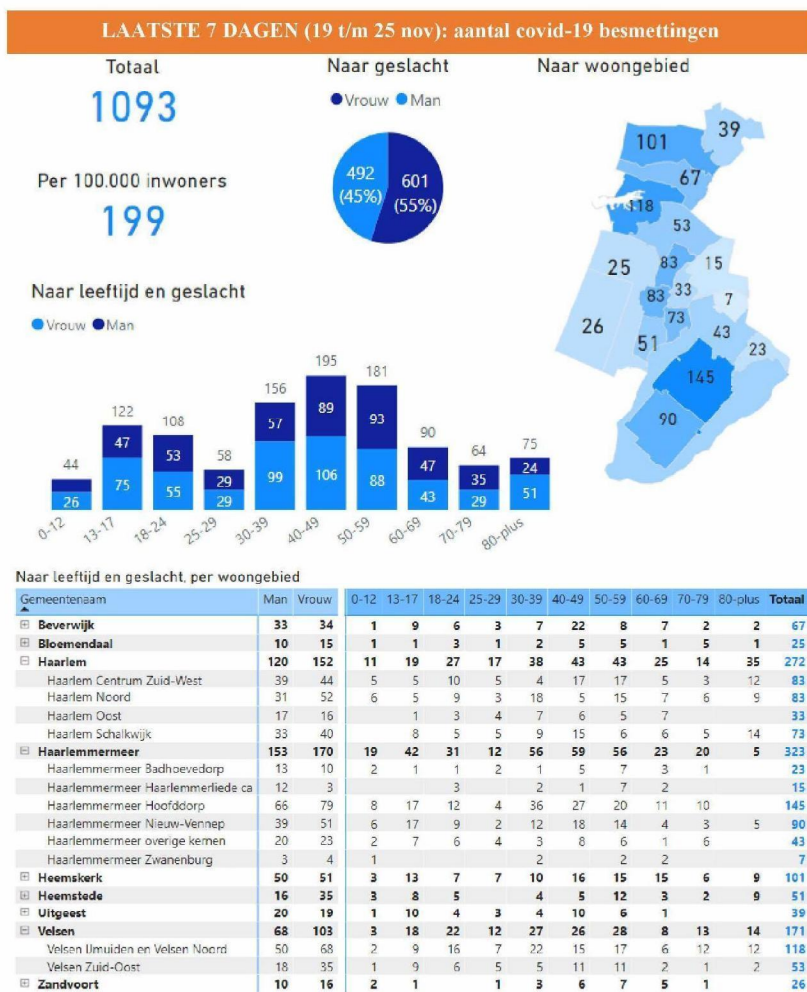 LAATSTE 7 DAGEN (19 t/m 25 nov): aantal covid-19 besmettingen
Totaal
1093
Per 100.000 inwoners
199
Naar geslacht
Vrouw Man
492 (45%)
601 (55%)
Naar woongebied
39
101
67
118
53
25
83
15
83
33
7
26
73
51
43
23
145
90
Naar leeftijd en geslacht
Vrouw Man
44 122 108 58 156 195 181 90 64 75
47 53 29 57 89 93 47 35 24
26 75 55 29 99 106 88 43 29 51
0-12 13-17 18-24 25-29 30-39 40-49 50-59 60-69 70-79 80-plus
Naar leeftijd en geslacht, per woongebied
Gemeentenaam Man Vrouw 0-12 13-17 18-24 25-29 30-39 40-49 50-59 60-69 70-79 80-plus Totaal
Beverwijk 33 34 1 9 6 3 7 22 8 7 2 2 67
Bloemendaal 10 15 1 1 3 1 2 5 5 1 5 1 25
Haarlem 120 152 11 19 27 17 38 43 43 25 14 35 272
Haarlem Centrum Zuid-West 39 44 5 5 10 5 4 17 17 5 3 12 83
Haarlem Noord 31 52 6 5 9 3 18 5 15 7 6 9 83
Haarlem Oost 17 16 1 3 4 7 6 5 7 33
Haarlem Schalkwijk 33 40 8 5 5 9 15 6 6 5 14 73
Haarlemmermeer 153 170 19 42 31 12 56 59 56 23 20 5 323
Haarlemmermeer Badhoevedorp 13 10 2 1 1 2 1 5 7 3 1 23
Haarlemmermeer Haarlemmerliede ca 12 3 3 2 1 7 2 15
Haarlemmermeer Hoofddorp 66 79 8 17 12 4 36 27 20 11 10 145
Haarlemmermeer Nieuw-Vennep 39 51 6 17 9 2 12 18 14 4 3 5 90
Haarlemmermeer overige kernen 20 23 2 7 6 4 3 8 6 1 6 43
Haarlemmermeer Zwanenburg 3 4 1 2 2 2 7
Heemskerk 50 51 3 13 7 7 10 16 15 15 6 9 101
Heemstede 16 35 3 8 5 4 5 12 3 2 9 51
Uitgeest 20 19 1 10 4 3 4 10 6 1 39
Velsen 68 103 3 18 22 12 27 26 28 8 13 14 171
Velsen IJmuiden en Velsen Noord 50 68 2 9 16 7 22 15 17 6 12 12 118
Velsen Zuid-Oost 18 35 1 9 6 5 5 11 11 2 1 2 53
Zandvoort 10 16 2 1 1 3 6 7 5 1 26